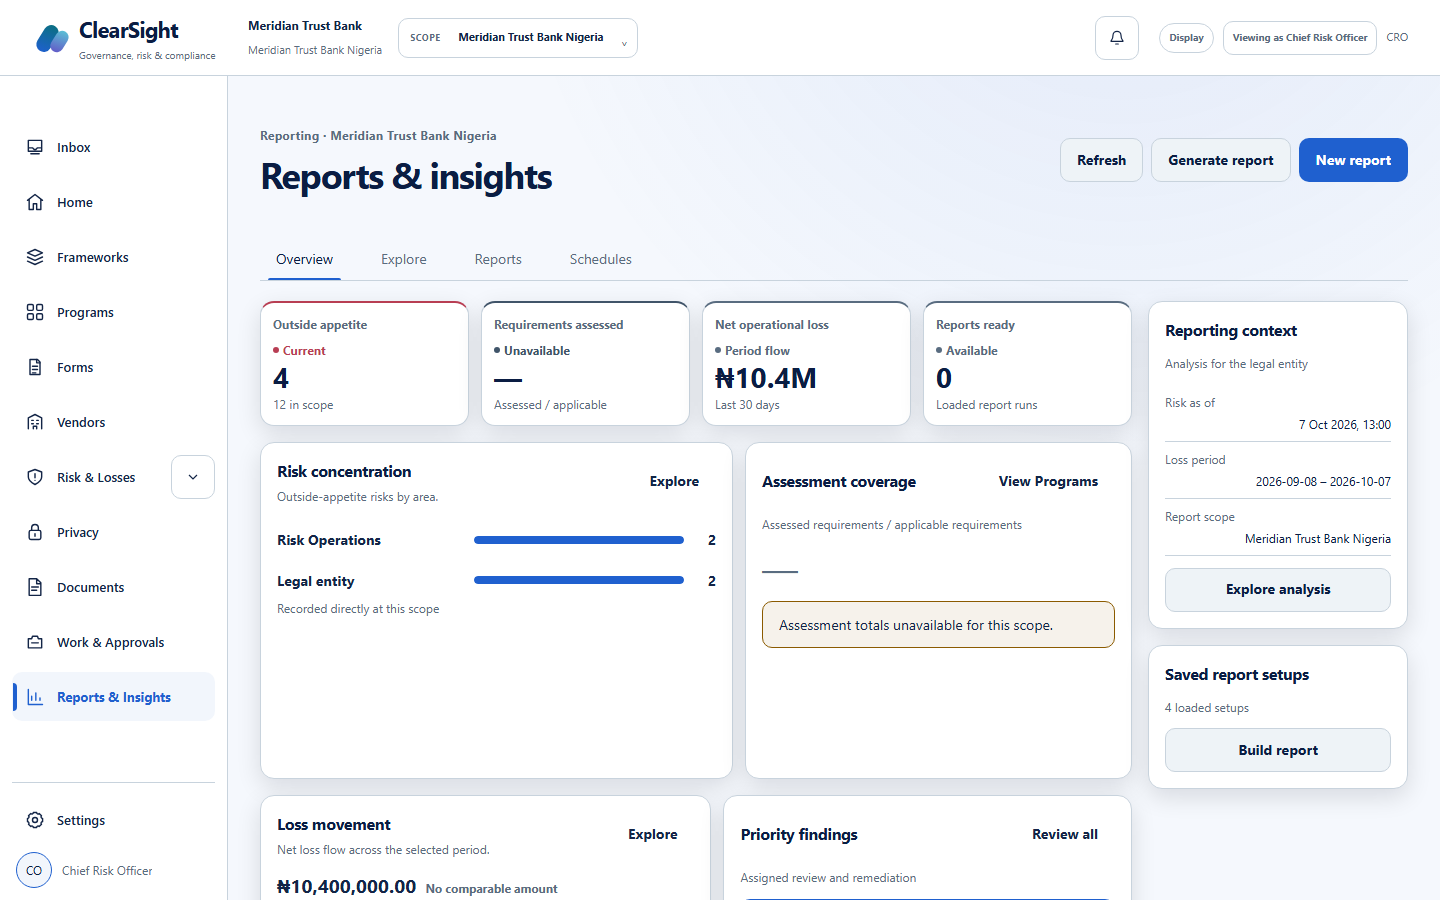 ClearSight
Governance, risk & compliance
Meridian Trust Bank
Meridian Trust Bank Nigeria
SCOPE Meridian Trust Bank Nigeria
Display
Viewing as Chief Risk Officer
CRO
Inbox
Home
Frameworks
Programs
Forms
Vendors
Risk & Losses
Privacy
Documents
Work & Approvals
Reports & Insights
Settings
CO Chief Risk Officer
Reporting · Meridian Trust Bank Nigeria
Reports & insights
Refresh
Generate report
New report
Overview
Explore
Reports
Schedules
Outside appetite
Current
4
12 in scope
Requirements assessed
Unavailable
—
Assessed / applicable
Net operational loss
Period flow
₦10.4M
Last 30 days
Reports ready
Available
0
Loaded report runs
Risk concentration
Outside-appetite risks by area.
Explore
Risk Operations 2
Legal entity 2
Recorded directly at this scope
Assessment coverage
View Programs
Assessed requirements / applicable requirements
—
Assessment totals unavailable for this scope.
Loss movement
Net loss flow across the selected period.
Explore
₦10,400,000.00 No comparable amount
Priority findings
Review all
Assigned review and remediation
Reporting context
Analysis for the legal entity
Risk as of
7 Oct 2026, 13:00
Loss period
2026-09-08 – 2026-10-07
Report scope
Meridian Trust Bank Nigeria
Explore analysis
Saved report setups
4 loaded setups
Build report